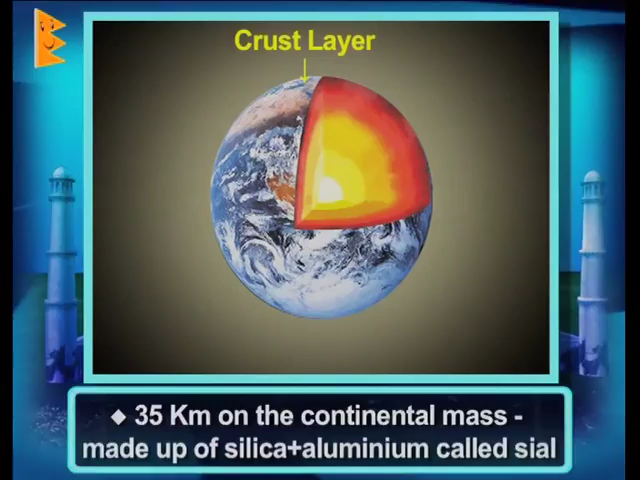 Crust Layer
◆ 35 Km on the continental mass -
made up of silica+aluminium called sial